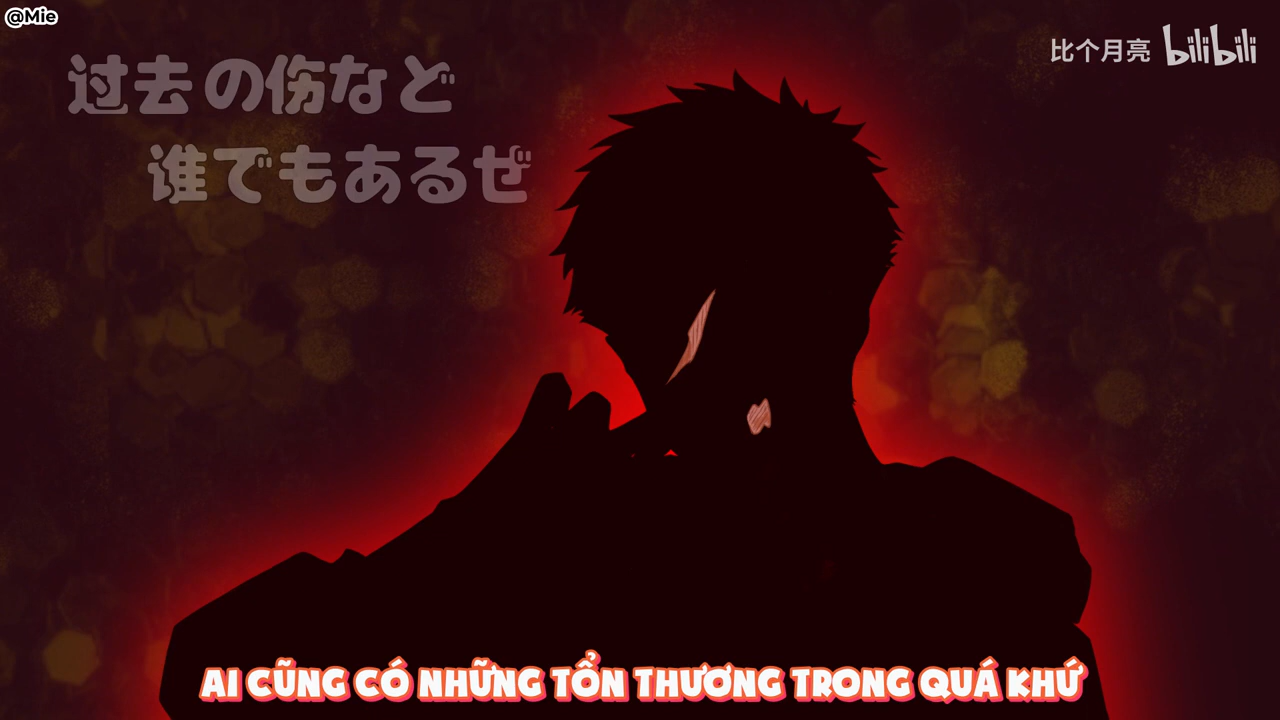 @Mie
比个月亮 bilibili
过去の伤など
谁でもあるぜ
AI CŨNG CÓ NHỮNG TỔN THƯƠNG TRONG QUÁ KHỨ